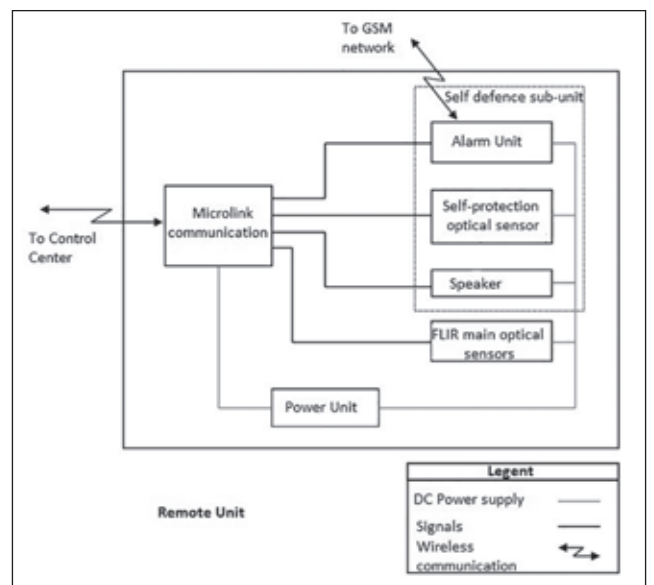 To GSM
network
Self defence sub-unit
Alarm Unit
Microlink
communication
Self-protection
optical sensor
To Control
Center
Speaker
FLIR main optical
sensors
Power Unit
Legent
DC Power supply
Signals
Wireless
communication
Remote Unit